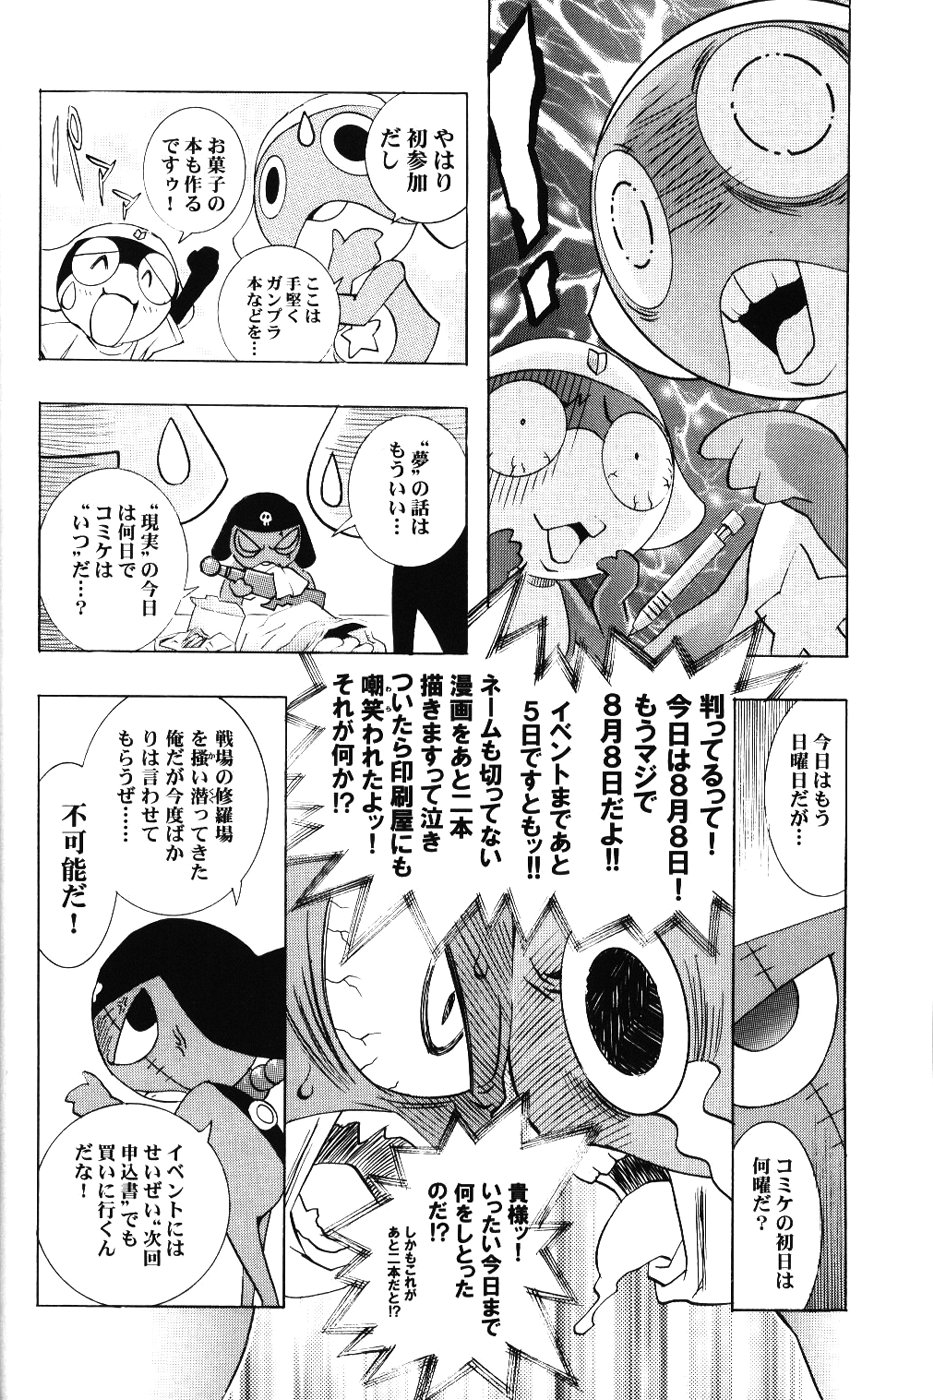 やはり
初参加
だし
ここは
手堅く
ガンプラ
本などを…
お菓子の
本も作る
ですゥ!
“夢”の話は
もういい…
“現実”の今日
は何日で
コミケは
“いつ”だ…?
今日はもう
日曜日だが…
コミケの初日は
何曜だ?
判ってるって!
今日は8月8日!
もうマジで
8月8日だよ!!
イベントまであと
5日ですともッ!!
ネームも切ってない
漫画をあと二本
描きますって泣き
ついたら印刷屋にも
嘲笑われたよッ!
わら
それが何か!?
貴様ッ!
いったい今日まで
何をしとった
のだ!?
しかもこれが
あと二本だと!?
戦場の修羅場
を掻い潜ってきた
か くぐ
俺だが今度ばか
りは言わせて
もらうぜ……
不可能だ!
イベントには
せいぜい“次回
申込書”でも
買いに行くん
だな!